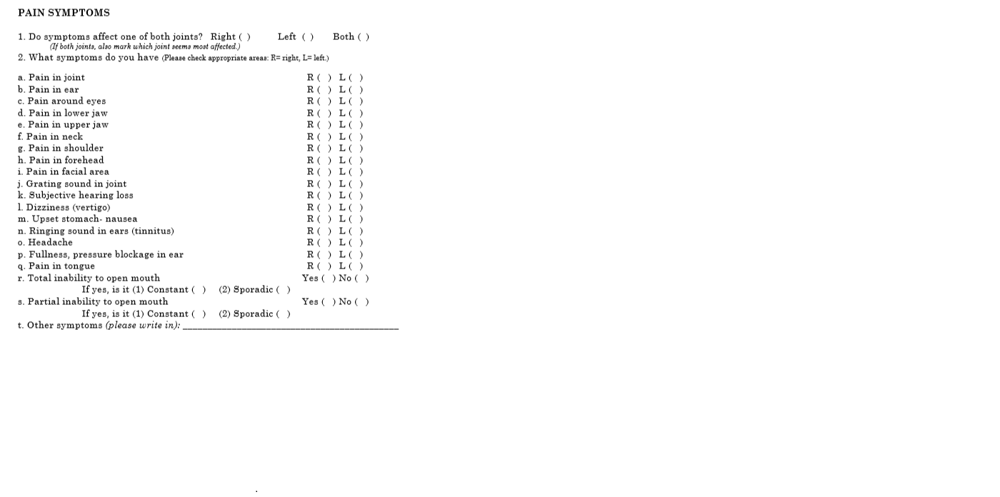 PAIN SYMPTOMS
1. Do symptoms affect one of both joints? Right ( ) Left ( ) Both ( )
(If both joints, also mark which joint seems most affected.)
2. What symptoms do you have (Please check appropriate areas: R= right, L= left.)
a. Pain in joint R ( ) L ( )
b. Pain in ear R ( ) L ( )
c. Pain around eyes R ( ) L ( )
d. Pain in lower jaw R ( ) L ( )
e. Pain in upper jaw R ( ) L ( )
f. Pain in neck R ( ) L ( )
g. Pain in shoulder R ( ) L ( )
h. Pain in forehead R ( ) L ( )
i. Pain in facial area R ( ) L ( )
j. Grating sound in joint R ( ) L ( )
k. Subjective hearing loss R ( ) L ( )
l. Dizziness (vertigo) R ( ) L ( )
m. Upset stomach- nausea R ( ) L ( )
n. Ringing sound in ears (tinnitus) R ( ) L ( )
o. Headache R ( ) L ( )
p. Fullness, pressure blockage in ear R ( ) L ( )
q. Pain in tongue R ( ) L ( )
r. Total inability to open mouth Yes ( ) No ( )
If yes, is it (1) Constant ( ) (2) Sporadic ( )
s. Partial inability to open mouth Yes ( ) No ( )
If yes, is it (1) Constant ( ) (2) Sporadic ( )
t. Other symptoms (please write in): ___________________________________________